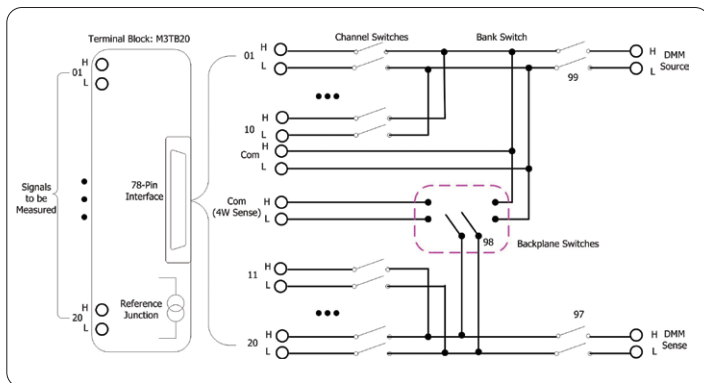 Terminal Block: M3TB20
H
01
L
Signals
to be
Measured
78-Pin
Interface
Reference
Junction
H
20
L
Channel Switches
Bank Switch
01
H
L
H
DMM
L
Source
99
10
H
L
Com
H
L
Com
(4W Sense)
H
L
98
Backplane Switches
11
H
L
20
H
L
97
H
DMM
L
Sense